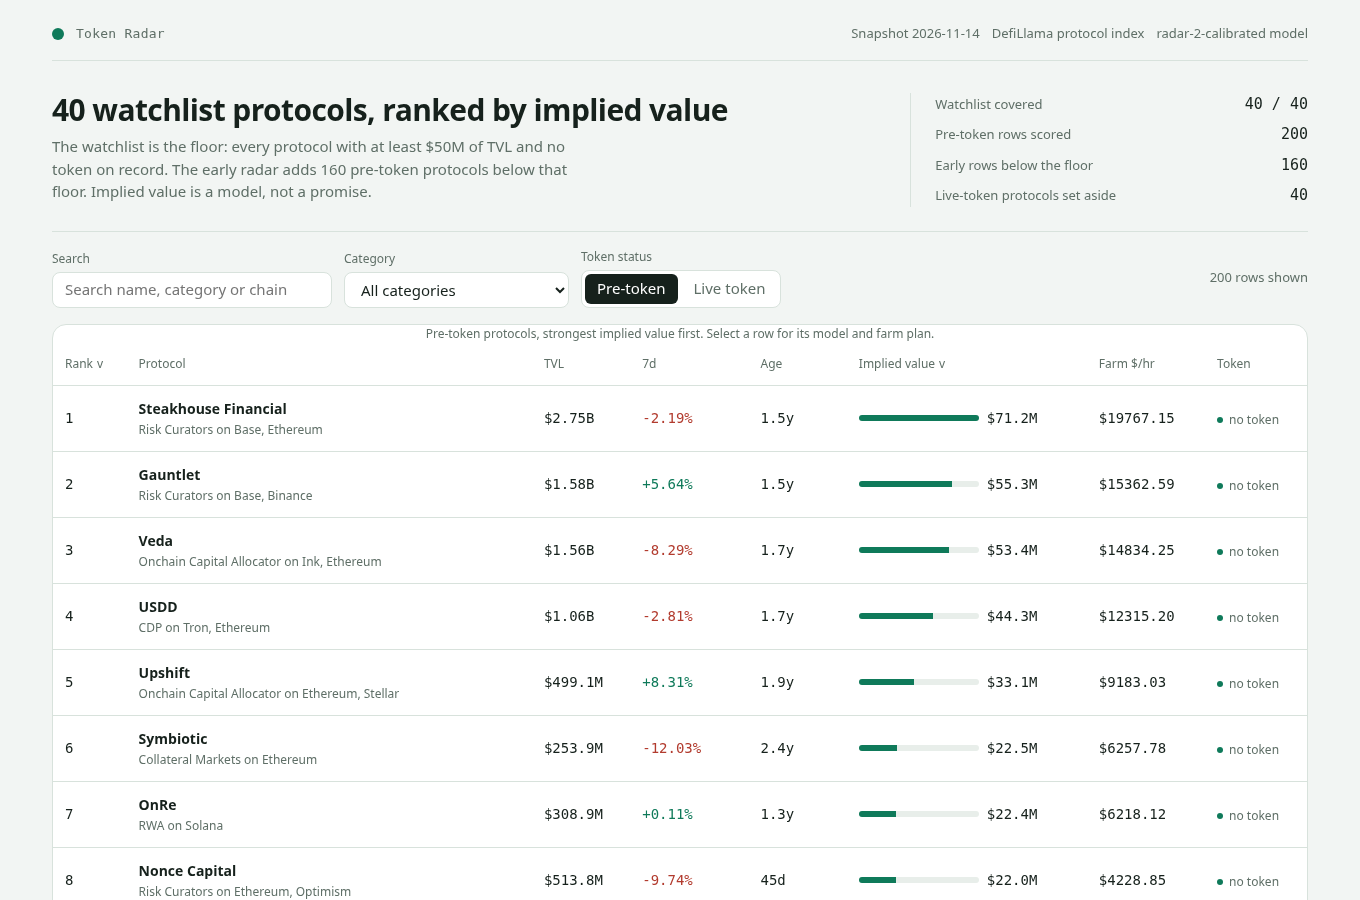 Token Radar
Snapshot 2026-11-14 DefiLlama protocol index radar-2-calibrated model
40 watchlist protocols, ranked by implied value
The watchlist is the floor: every protocol with at least $50M of TVL and no
token on record. The early radar adds 160 pre-token protocols below that
floor. Implied value is a model, not a promise.
Watchlist covered 40 / 40
Pre-token rows scored 200
Early rows below the floor 160
Live-token protocols set aside 40
Search
Category
Token status
Search name, category or chain
All categories
Pre-token
Live token
200 rows shown
Pre-token protocols, strongest implied value first. Select a row for its model and farm plan.
Rank v Protocol TVL 7d Age Implied value v Farm $/hr Token
1 Steakhouse Financial $2.75B -2.19% 1.5y $71.2M $19767.15 no token
Risk Curators on Base, Ethereum
2 Gauntlet $1.58B +5.64% 1.5y $55.3M $15362.59 no token
Risk Curators on Base, Binance
3 Veda $1.56B -8.29% 1.7y $53.4M $14834.25 no token
Onchain Capital Allocator on Ink, Ethereum
4 USDD $1.06B -2.81% 1.7y $44.3M $12315.20 no token
CDP on Tron, Ethereum
5 Upshift $499.1M +8.31% 1.9y $33.1M $9183.03 no token
Onchain Capital Allocator on Ethereum, Stellar
6 Symbiotic $253.9M -12.03% 2.4y $22.5M $6257.78 no token
Collateral Markets on Ethereum
7 OnRe $308.9M +0.11% 1.3y $22.4M $6218.12 no token
RWA on Solana
8 Nonce Capital $513.8M -9.74% 45d $22.0M $4228.85 no token
Risk Curators on Ethereum, Optimism